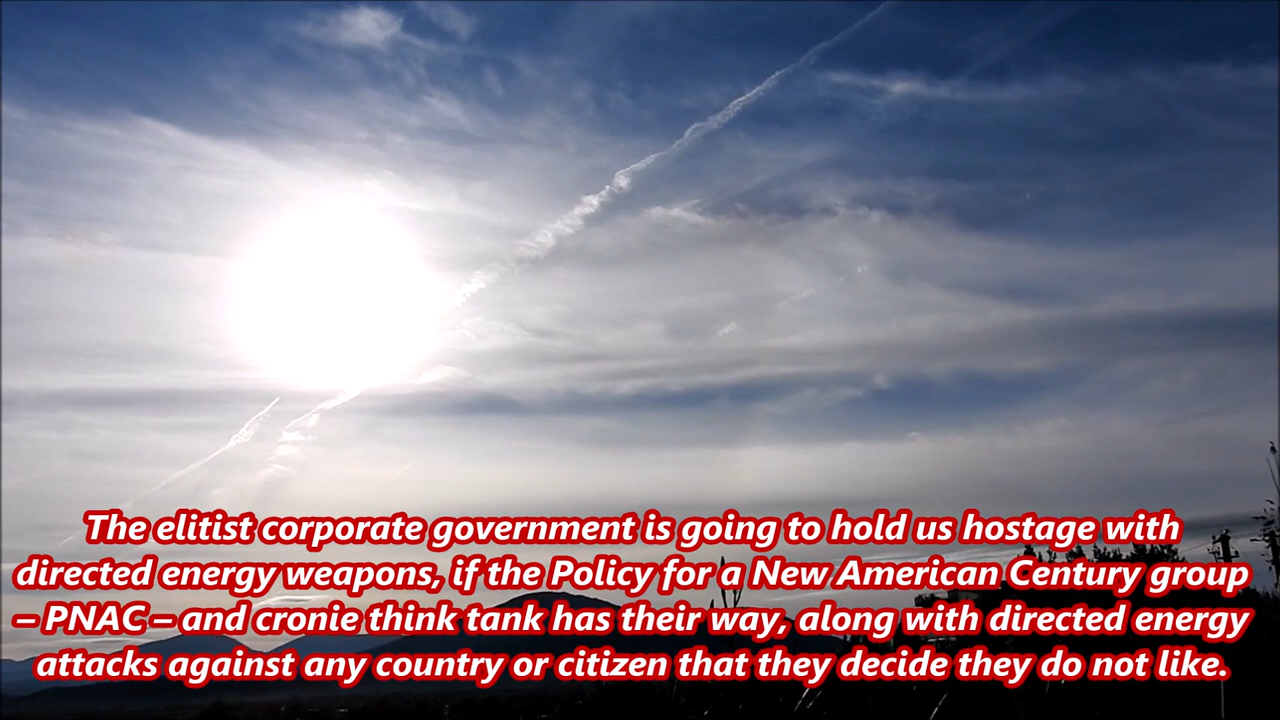 The elitist corporate government is going to hold us hostage with
directed energy weapons, if the Policy for a New American Century group
– PNAC – and cronie think tank has their way, along with directed energy
attacks against any country or citizen that they decide they do not like.